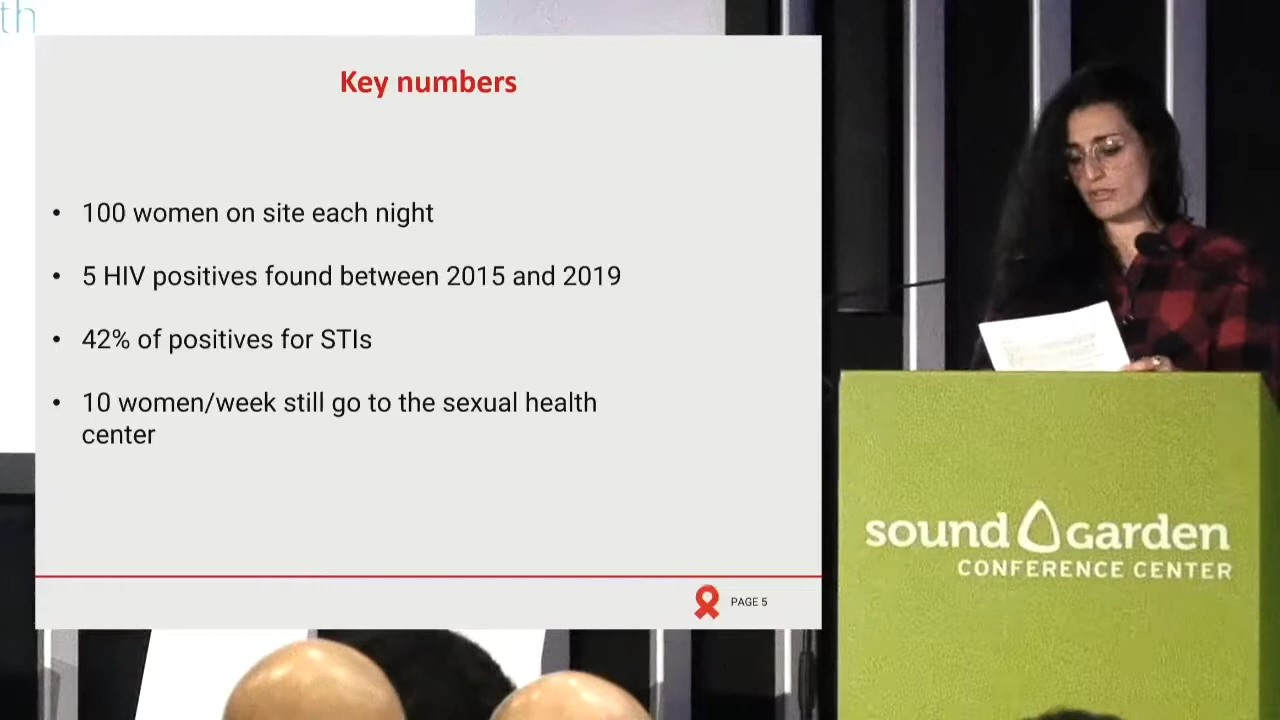 th
Key numbers
• 100 women on site each night
• 5 HIV positives found between 2015 and 2019
• 42% of positives for STIs
• 10 women/week still go to the sexual health
center
PAGE 5
sound garden
CONFERENCE CENTER